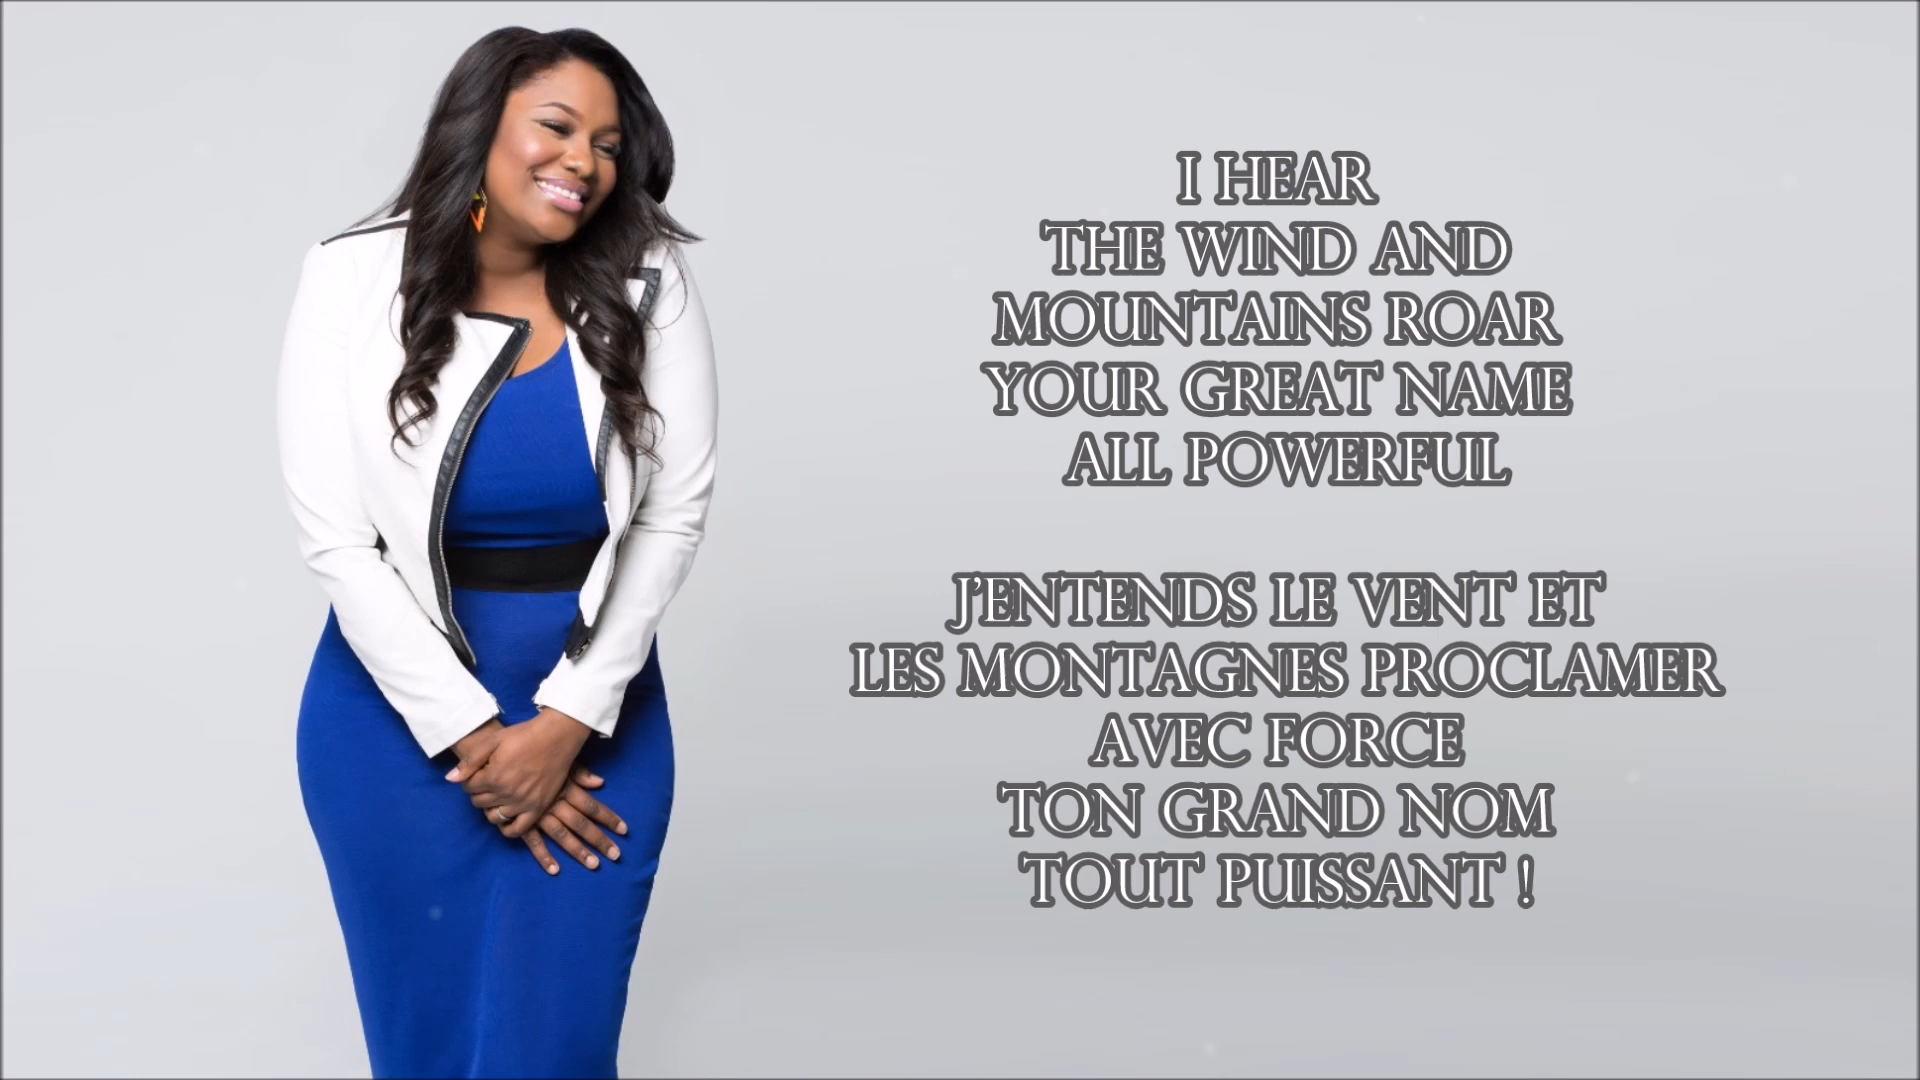 I HEAR
THE WIND AND
MOUNTAINS ROAR
YOUR GREAT NAME
ALL POWERFUL
J'ENTENDS LE VENT ET
LES MONTAGNES PROCLAMER
AVEC FORCE
TON GRAND NOM
TOUT PUISSANT !